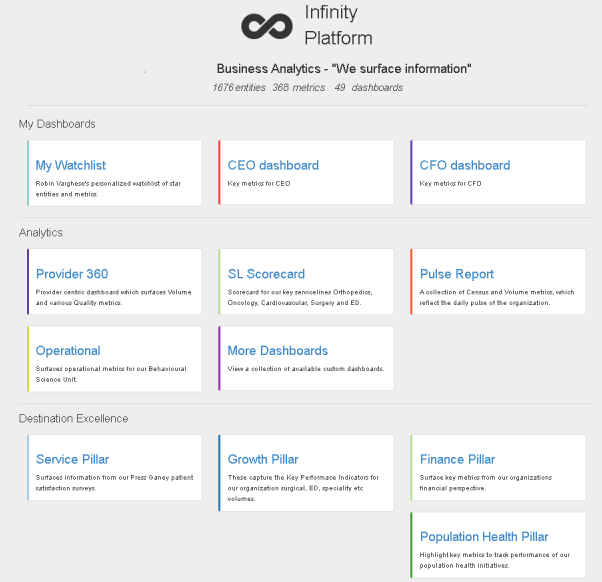 Infinity
Platform
Business Analytics - "We surface information"
1676 entities 368 metrics 49 dashboards
My Dashboards
My Watchlist
Robin Varghese's personalized watchlist of star
entities and metrics.
CEO dashboard
Key metrics for CEO
CFO dashboard
Key metrics for CFO
Analytics
Provider 360
Provider centric dashboard which surfaces Volume
and various Quality metrics.
SL Scorecard
Scorecard for our key servicelines Orthopedics,
Oncology, Cardiovascular, Surgery and ED.
Pulse Report
A collection of Census and Volume metrics, which
reflect the daily pulse of the organization.
Operational
Surfaces operational metrics for our Behavioural
Science Unit.
More Dashboards
View a collection of available custom dashboards.
Destination Excellence
Service Pillar
Surfaces information from our Press Ganey patient
satisfaction surveys.
Growth Pillar
These capture the Key Performace Indicators for
our organization surgical, ED, speciality etc
volumes.
Finance Pillar
Surface key metrics from our organizations
financial perspective.
Population Health Pillar
Highlight key metrics to track performance of our
population health initiatives.